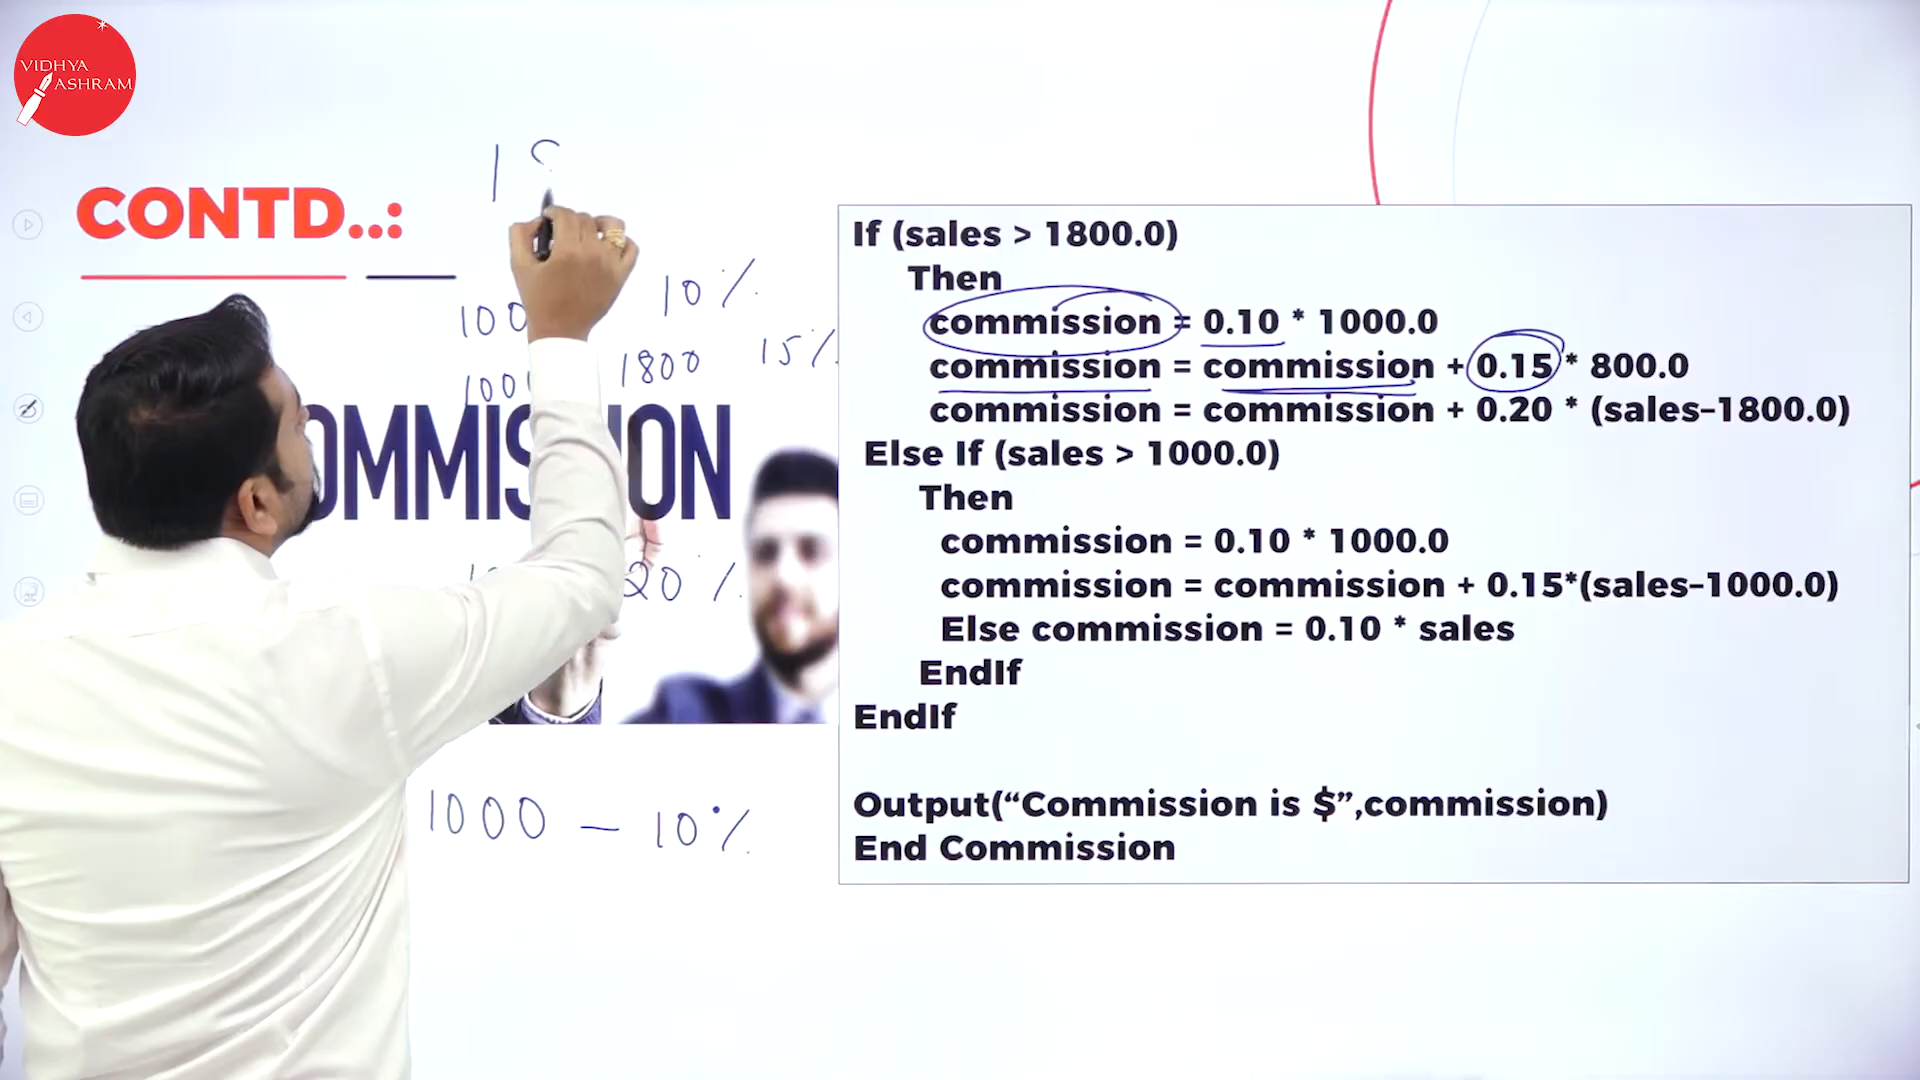 VIDHYA
ASHRAM
CONTD..:
10 %
1800 15%
20 %
1000 - 10%
If (sales > 1800.0)
Then
commission = 0.10 * 1000.0
commission = commission + 0.15 * 800.0
commission = commission + 0.20 * (sales-1800.0)
Else If (sales > 1000.0)
Then
commission = 0.10 * 1000.0
commission = commission + 0.15*(sales-1000.0)
Else commission = 0.10 * sales
EndIf
EndIf
Output(“Commission is $”,commission)
End Commission